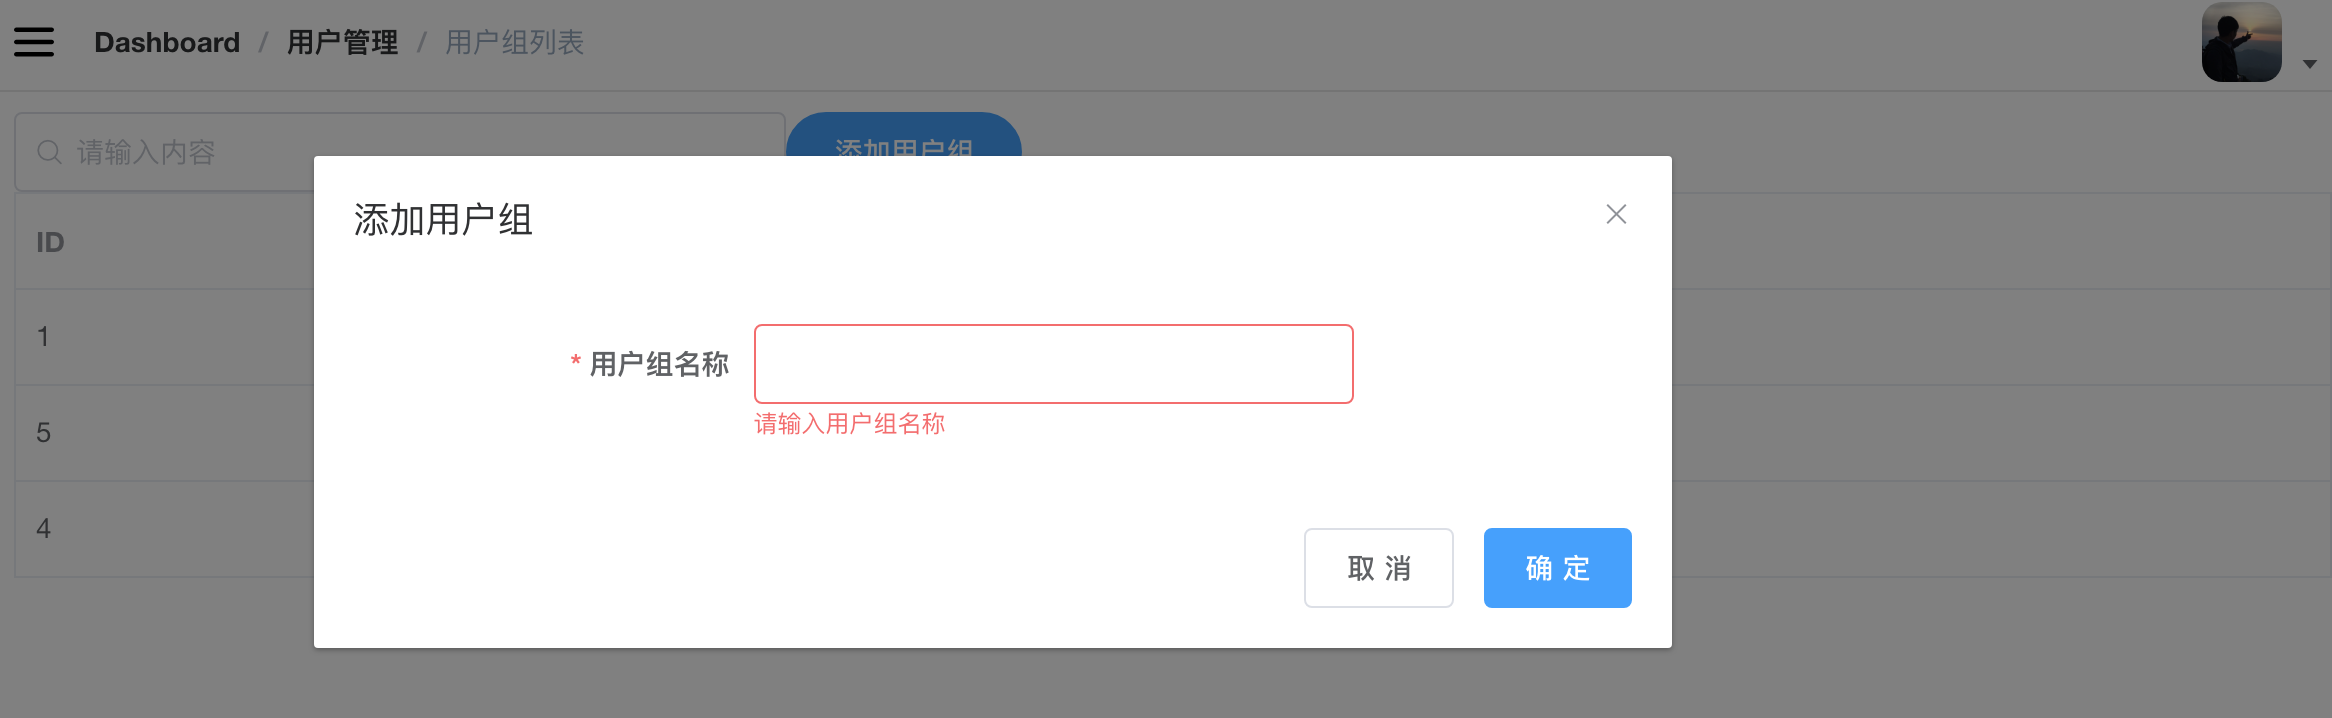 Dashboard / 用户管理 / 用户组列表
请输入内容
添加用户组
添加用户组
ID
* 用户组名称
1
请输入用户组名称
5
4
取 消
确 定